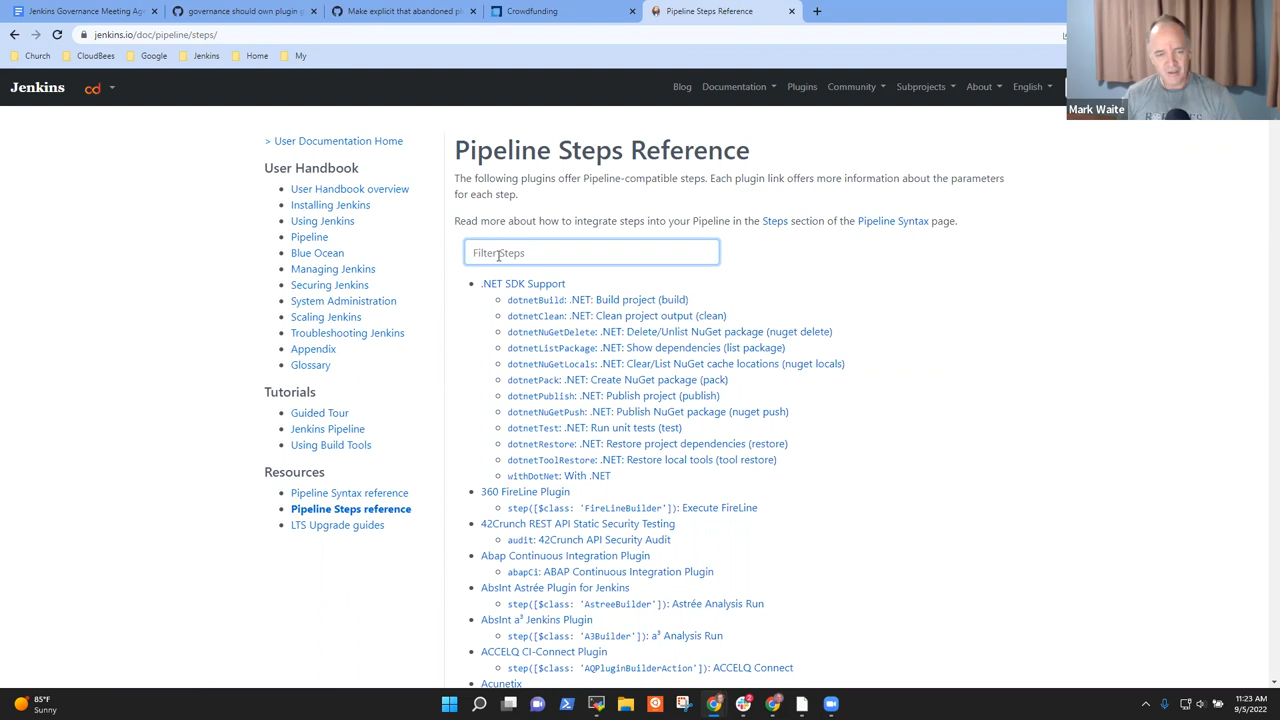 Jenkins Governance Meeting Age
governance should own plugin g
Make explicit that abandoned pl
Crowdfunding
Pipeline Steps Reference
jenkins.io/doc/pipeline/steps/
Church
CloudBees
Google
Jenkins
Home
My
Jenkins
cd
Blog
Documentation
Plugins
Community
Subprojects
About
English
Mark Waite
> User Documentation Home
User Handbook
User Handbook overview
Installing Jenkins
Using Jenkins
Pipeline
Blue Ocean
Managing Jenkins
Securing Jenkins
System Administration
Scaling Jenkins
Troubleshooting Jenkins
Appendix
Glossary
Tutorials
Guided Tour
Jenkins Pipeline
Using Build Tools
Resources
Pipeline Syntax reference
Pipeline Steps reference
LTS Upgrade guides
Pipeline Steps Reference
The following plugins offer Pipeline-compatible steps. Each plugin link offers more information about the parameters
for each step.
Read more about how to integrate steps into your Pipeline in the Steps section of the Pipeline Syntax page.
Filter Steps
.NET SDK Support
dotnetBuild: .NET: Build project (build)
dotnetClean: .NET: Clean project output (clean)
dotnetNuGetDelete: .NET: Delete/Unlist NuGet package (nuget delete)
dotnetListPackage: .NET: Show dependencies (list package)
dotnetNuGetLocals: .NET: Clear/List NuGet cache locations (nuget locals)
dotnetPack: .NET: Create NuGet package (pack)
dotnetPublish: .NET: Publish project (publish)
dotnetNuGetPush: .NET: Publish NuGet package (nuget push)
dotnetTest: .NET: Run unit tests (test)
dotnetRestore: .NET: Restore project dependencies (restore)
dotnetToolRestore: .NET: Restore local tools (tool restore)
withDotNet: With .NET
360 FireLine Plugin
step([$class: 'FireLineBuilder']): Execute FireLine
42Crunch REST API Static Security Testing
audit: 42Crunch API Security Audit
Abap Continuous Integration Plugin
abapCi: ABAP Continuous Integration Plugin
AbsInt Astrée Plugin for Jenkins
step([$class: 'AstreeBuilder']): Astrée Analysis Run
AbsInt a³ Jenkins Plugin
step([$class: 'A3Builder']): a³ Analysis Run
ACCELQ CI-Connect Plugin
step([$class: 'AQPluginBuilderAction']): ACCELQ Connect
Acunetix
85°F
Sunny
11:23 AM
9/5/2022